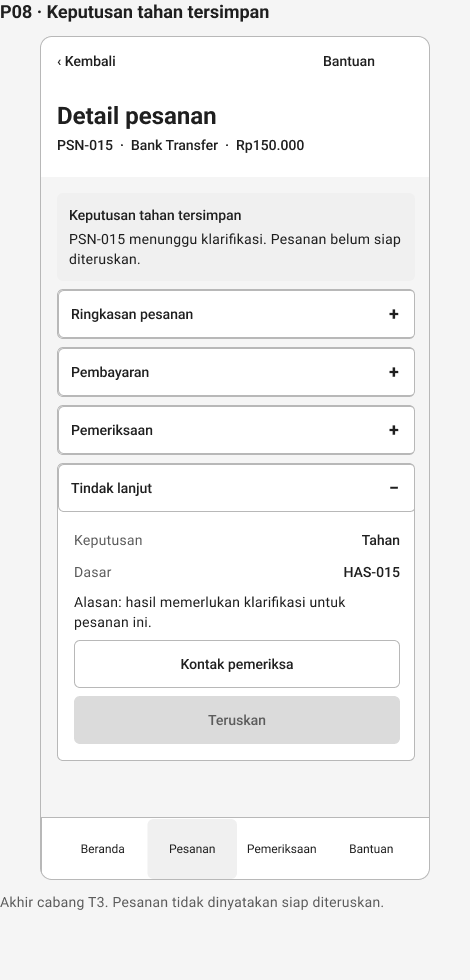 P08 · Keputusan tahan tersimpan
‹ Kembali
Bantuan
Detail pesanan
PSN-015 · Bank Transfer · Rp150.000
Keputusan tahan tersimpan
PSN-015 menunggu klarifikasi. Pesanan belum siap
diteruskan.
Ringkasan pesanan +
Pembayaran +
Pemeriksaan +
Tindak lanjut −
Keputusan Tahan
Dasar HAS-015
Alasan: hasil memerlukan klarifikasi untuk
pesanan ini.
Kontak pemeriksa
Teruskan
Beranda Pesanan Pemeriksaan Bantuan
Akhir cabang T3. Pesanan tidak dinyatakan siap diteruskan.